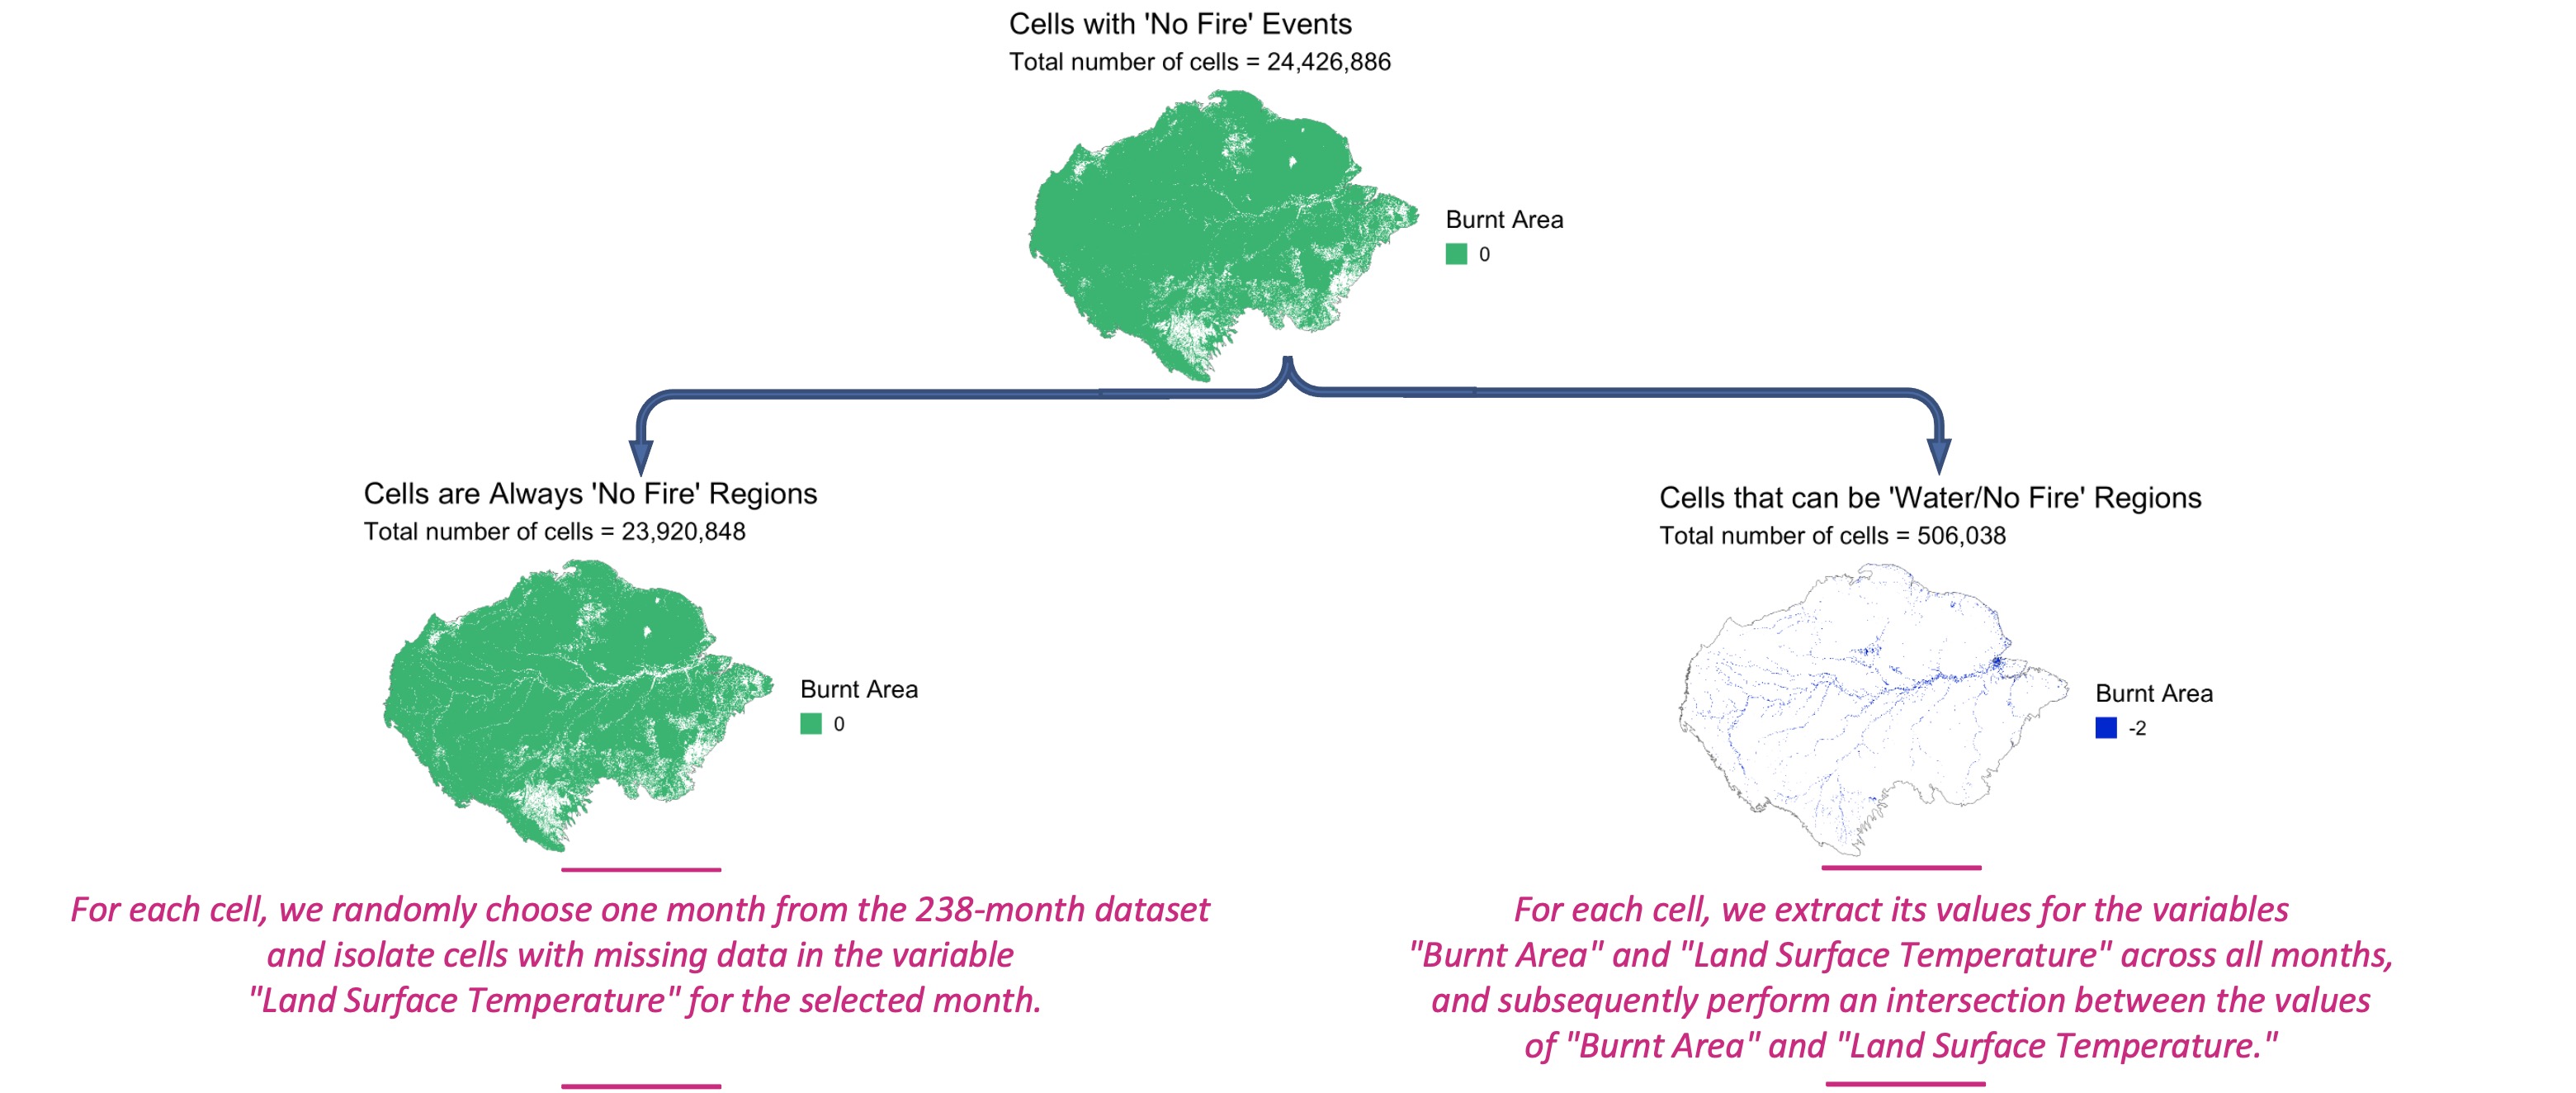 Cells with 'No Fire' Events
Total number of cells = 24,426,886
Burnt Area
0
Cells are Always 'No Fire' Regions
Total number of cells = 23,920,848
Burnt Area
0
For each cell, we randomly choose one month from the 238-month dataset
and isolate cells with missing data in the variable
"Land Surface Temperature" for the selected month.
Cells that can be 'Water/No Fire' Regions
Total number of cells = 506,038
Burnt Area
-2
For each cell, we extract its values for the variables
"Burnt Area" and "Land Surface Temperature" across all months,
and subsequently perform an intersection between the values
of "Burnt Area" and "Land Surface Temperature."